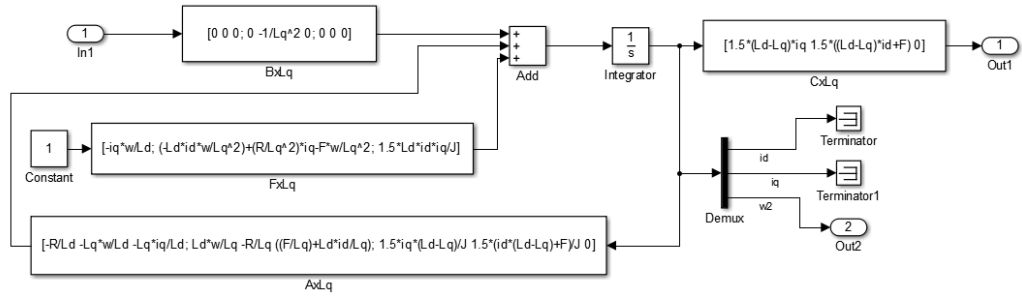 1
In1
[0 0 0; 0 -1/Lq^2 0; 0 0 0]
BxLq
+
+
+
Add
1
s
Integrator
[1.5*(Ld-Lq)*iq 1.5*((Ld-Lq)*id+F) 0]
CxLq
1
Out1
1
Constant
[-iq*w/Ld; (-Ld*id*w/Lq^2)+(R/Lq^2)*iq-F*w/Lq^2; 1.5*Ld*id*iq/J]
FxLq
Demux
id
iq
w2
Terminator
Terminator1
2
Out2
[-R/Ld -Lq*w/Ld -Lq*iq/Ld; Ld*w/Lq -R/Lq ((F/Lq)+Ld*id/Lq); 1.5*iq*(Ld-Lq)/J 1.5*(id*(Ld-Lq)+F)/J 0]
AxLq